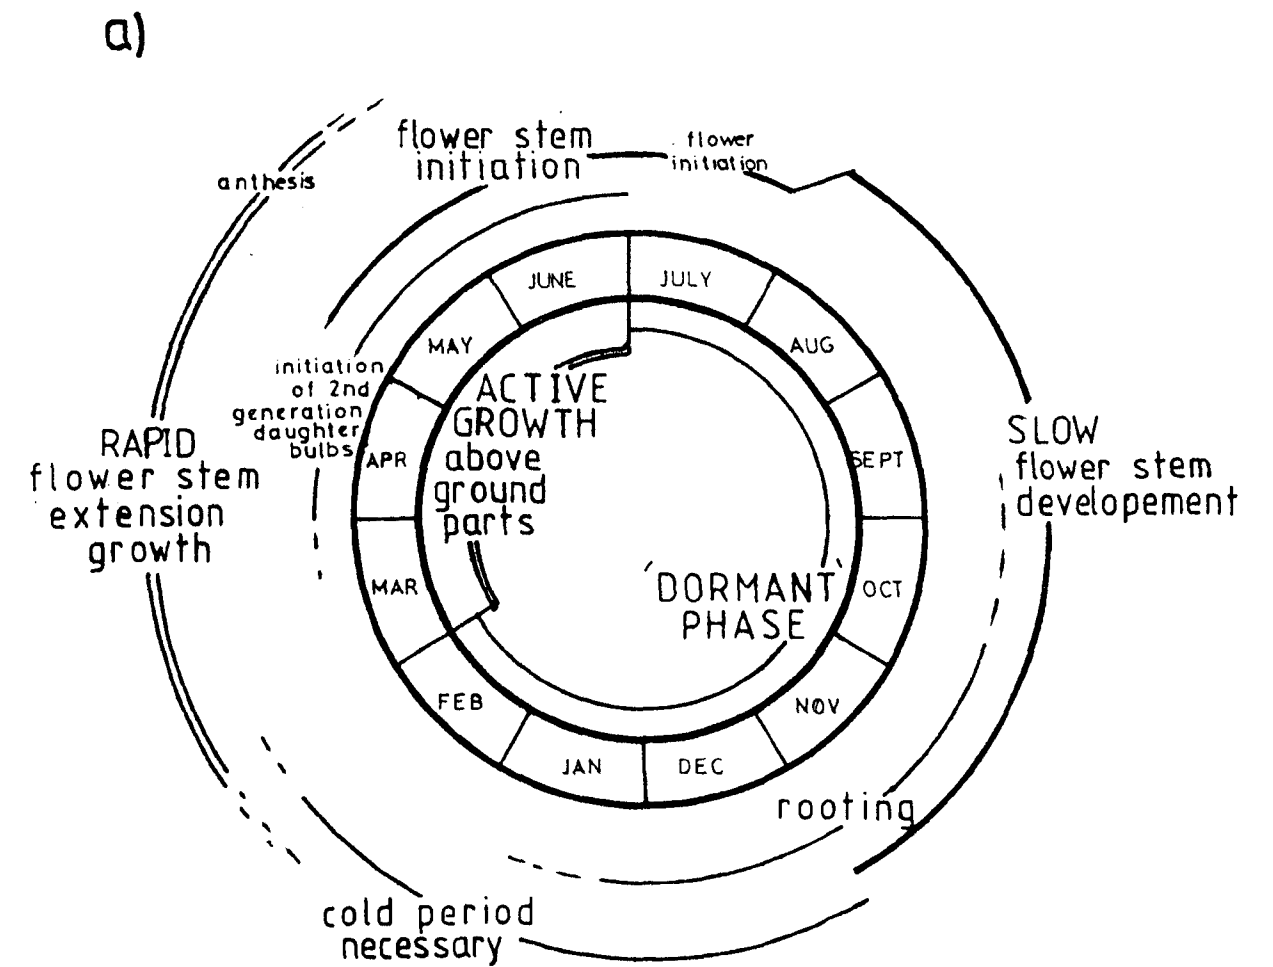 a)
flower stem
initiation
flower
initiation
anthesis
JUNE
JULY
MAY
AUG
initiation
of 2nd
generation
daughter
bulbs
ACTIVE
GROWTH
above
ground
parts
APR
SEPT
RAPID
flower stem
extension
growth
SLOW
flower stem
developement
MAR
OCT
'DORMANT'
PHASE
FEB
NOV
JAN
DEC
rooting
cold period
necessary